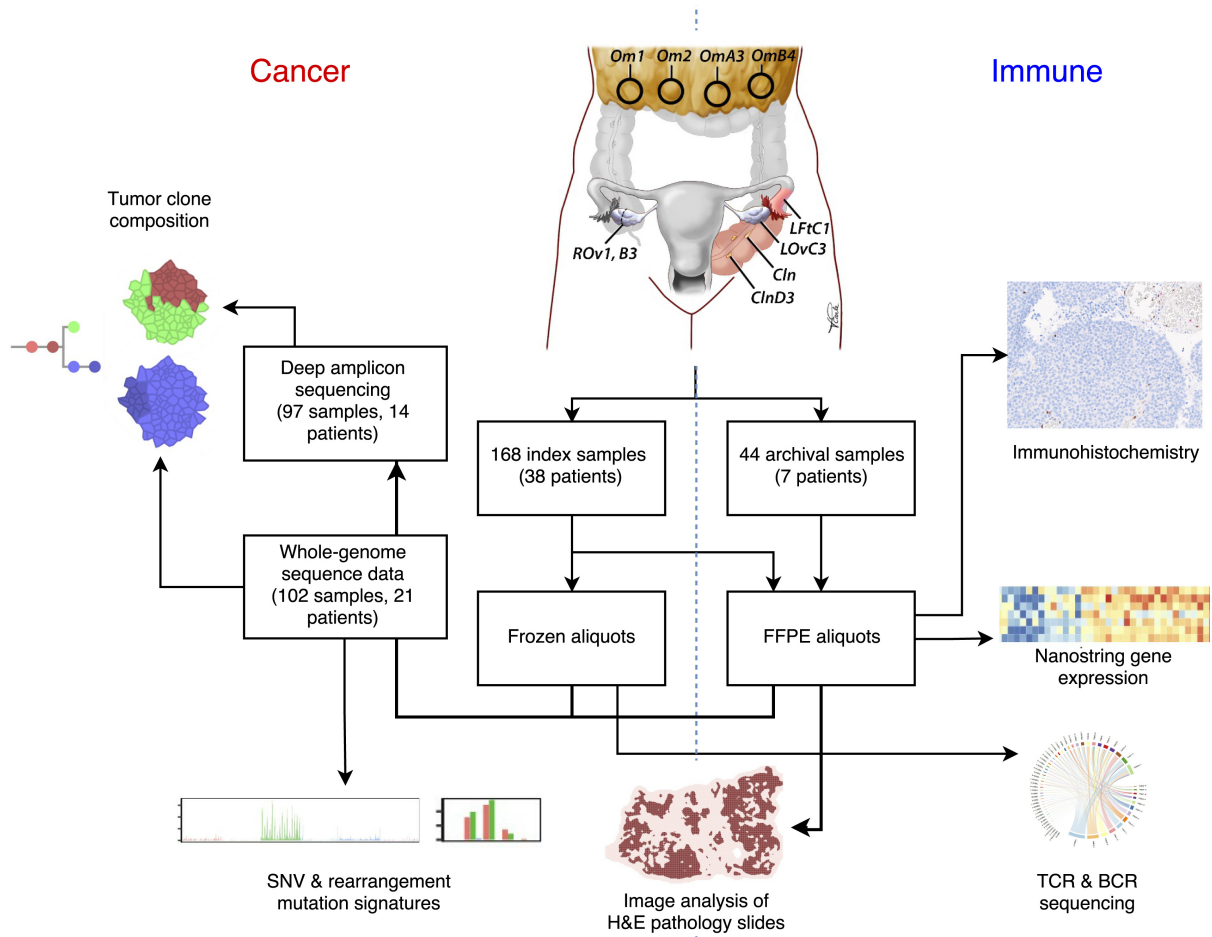 Cancer
Immune
Om1 Om2 OmA3 OmB4
Tumor clone
composition
LFtC1
ROv1, B3
LOvC3
Cln
ClnD3
Deep amplicon
sequencing
(97 samples, 14
patients)
168 index samples
(38 patients)
44 archival samples
(7 patients)
Immunohistochemistry
Whole-genome
sequence data
(102 samples, 21
patients)
Frozen aliquots
FFPE aliquots
Nanostring gene
expression
SNV & rearrangement
mutation signatures
Image analysis of
H&E pathology slides
TCR & BCR
sequencing